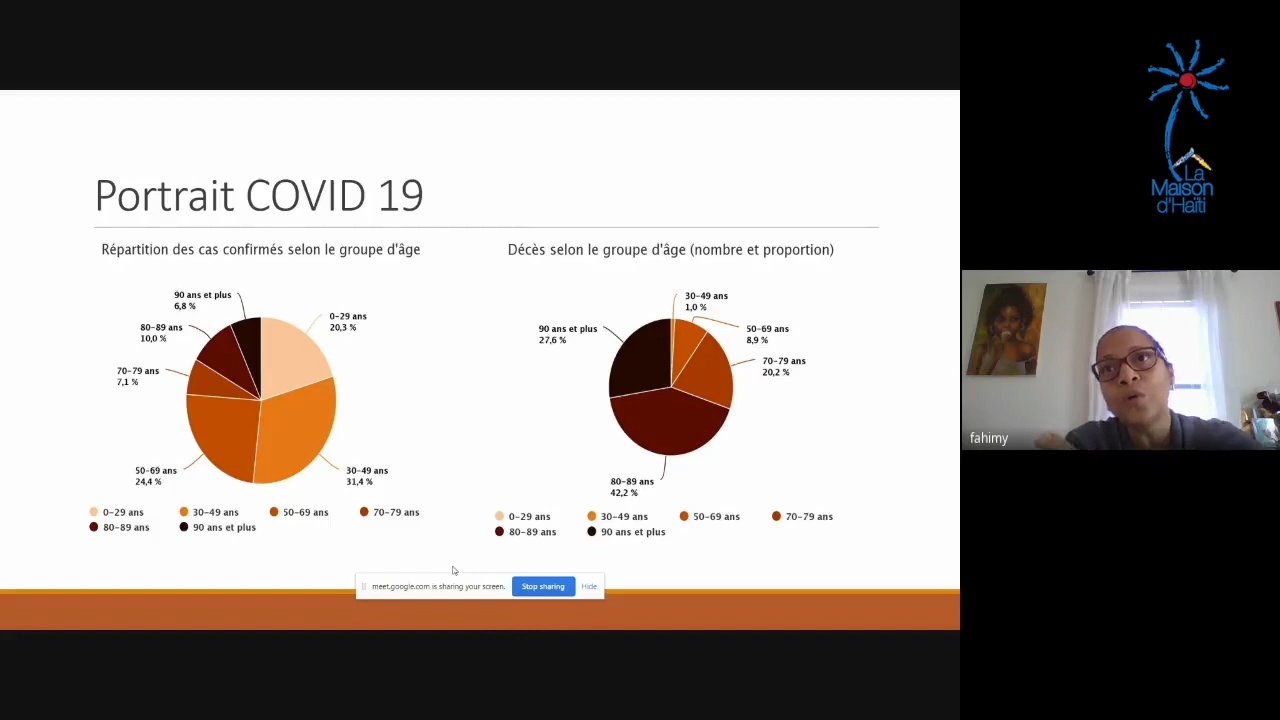 Portrait COVID 19
Répartition des cas confirmés selon le groupe d'âge
90 ans et plus
6,8 %
0-29 ans
20,3 %
80-89 ans
10,0 %
70-79 ans
7,1 %
50-69 ans
24,4 %
30-49 ans
31,4 %
0-29 ans 30-49 ans 50-69 ans 70-79 ans
80-89 ans 90 ans et plus
Décès selon le groupe d'âge (nombre et proportion)
30-49 ans
1,0 %
90 ans et plus
27,6 %
50-69 ans
8,9 %
70-79 ans
20,2 %
80-89 ans
42,2 %
0-29 ans 30-49 ans 50-69 ans 70-79 ans
80-89 ans 90 ans et plus
meet.google.com is sharing your screen. Stop sharing Hide
La
Maison
d'Haïti
fahimy